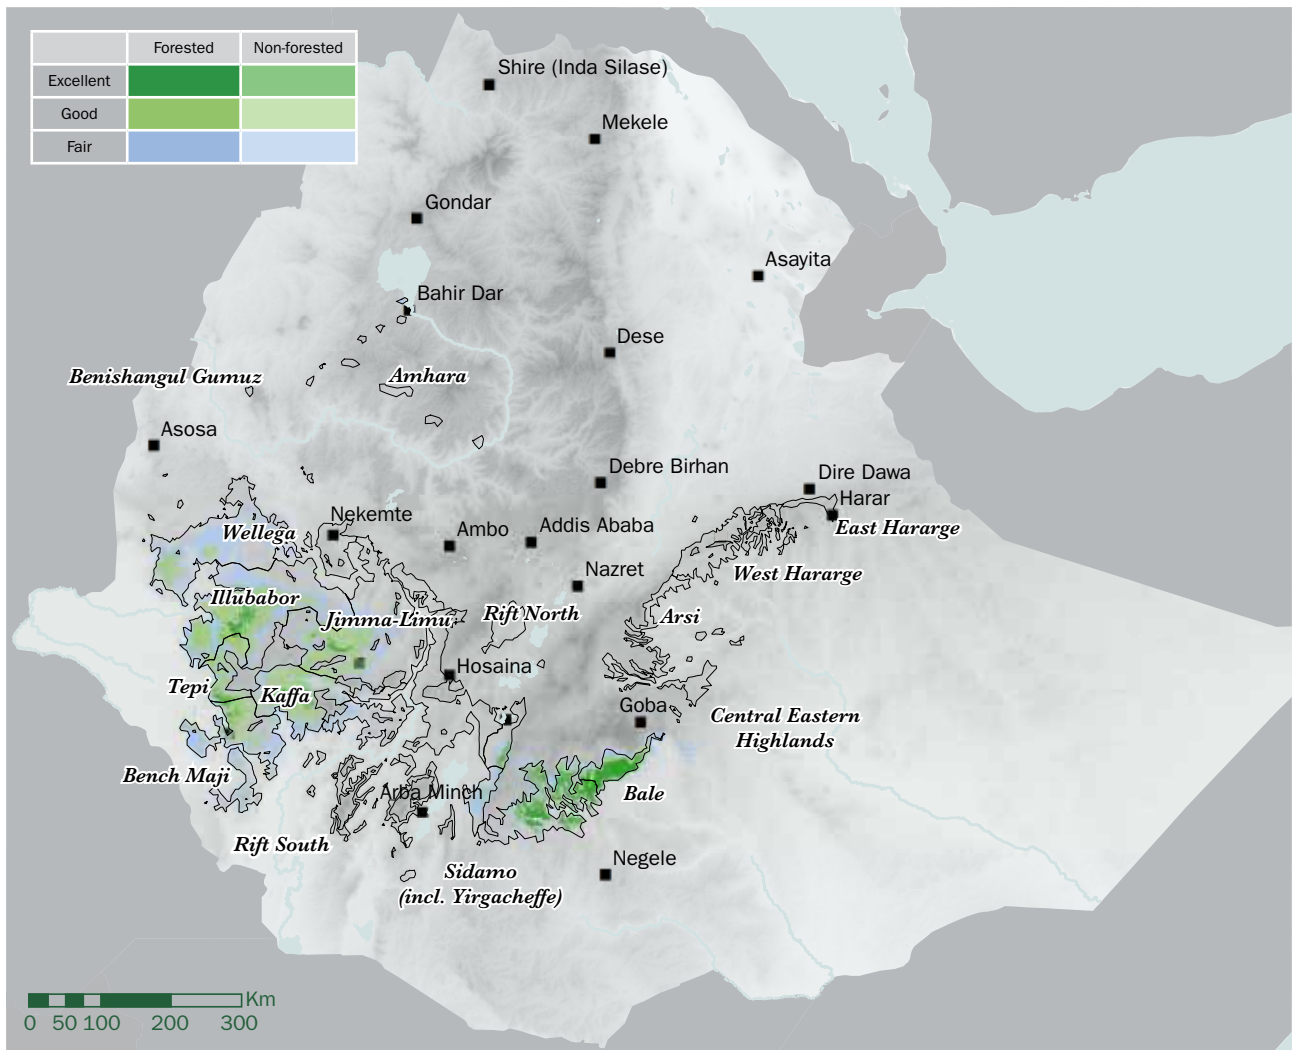 Forested Non-forested
Excellent
Good
Fair
Shire (Inda Silase)
Mekele
Gondar
Asayita
Bahir Dar
Dese
Benishangul Gumuz
Amhara
Asosa
Debre Birhan
Dire Dawa
Harar
Nekemte
Wellega
Ambo
Addis Ababa
East Hararge
Nazret
West Hararge
Illubabor
Jimma-Limu
Rift North
Arsi
Hosaina
Tepi
Kaffa
Goba
Central Eastern
Highlands
Bench Maji
Arba Minch
Bale
Rift South
Negele
Sidamo
(incl. Yirgacheffe)
Km
0 50 100 200 300